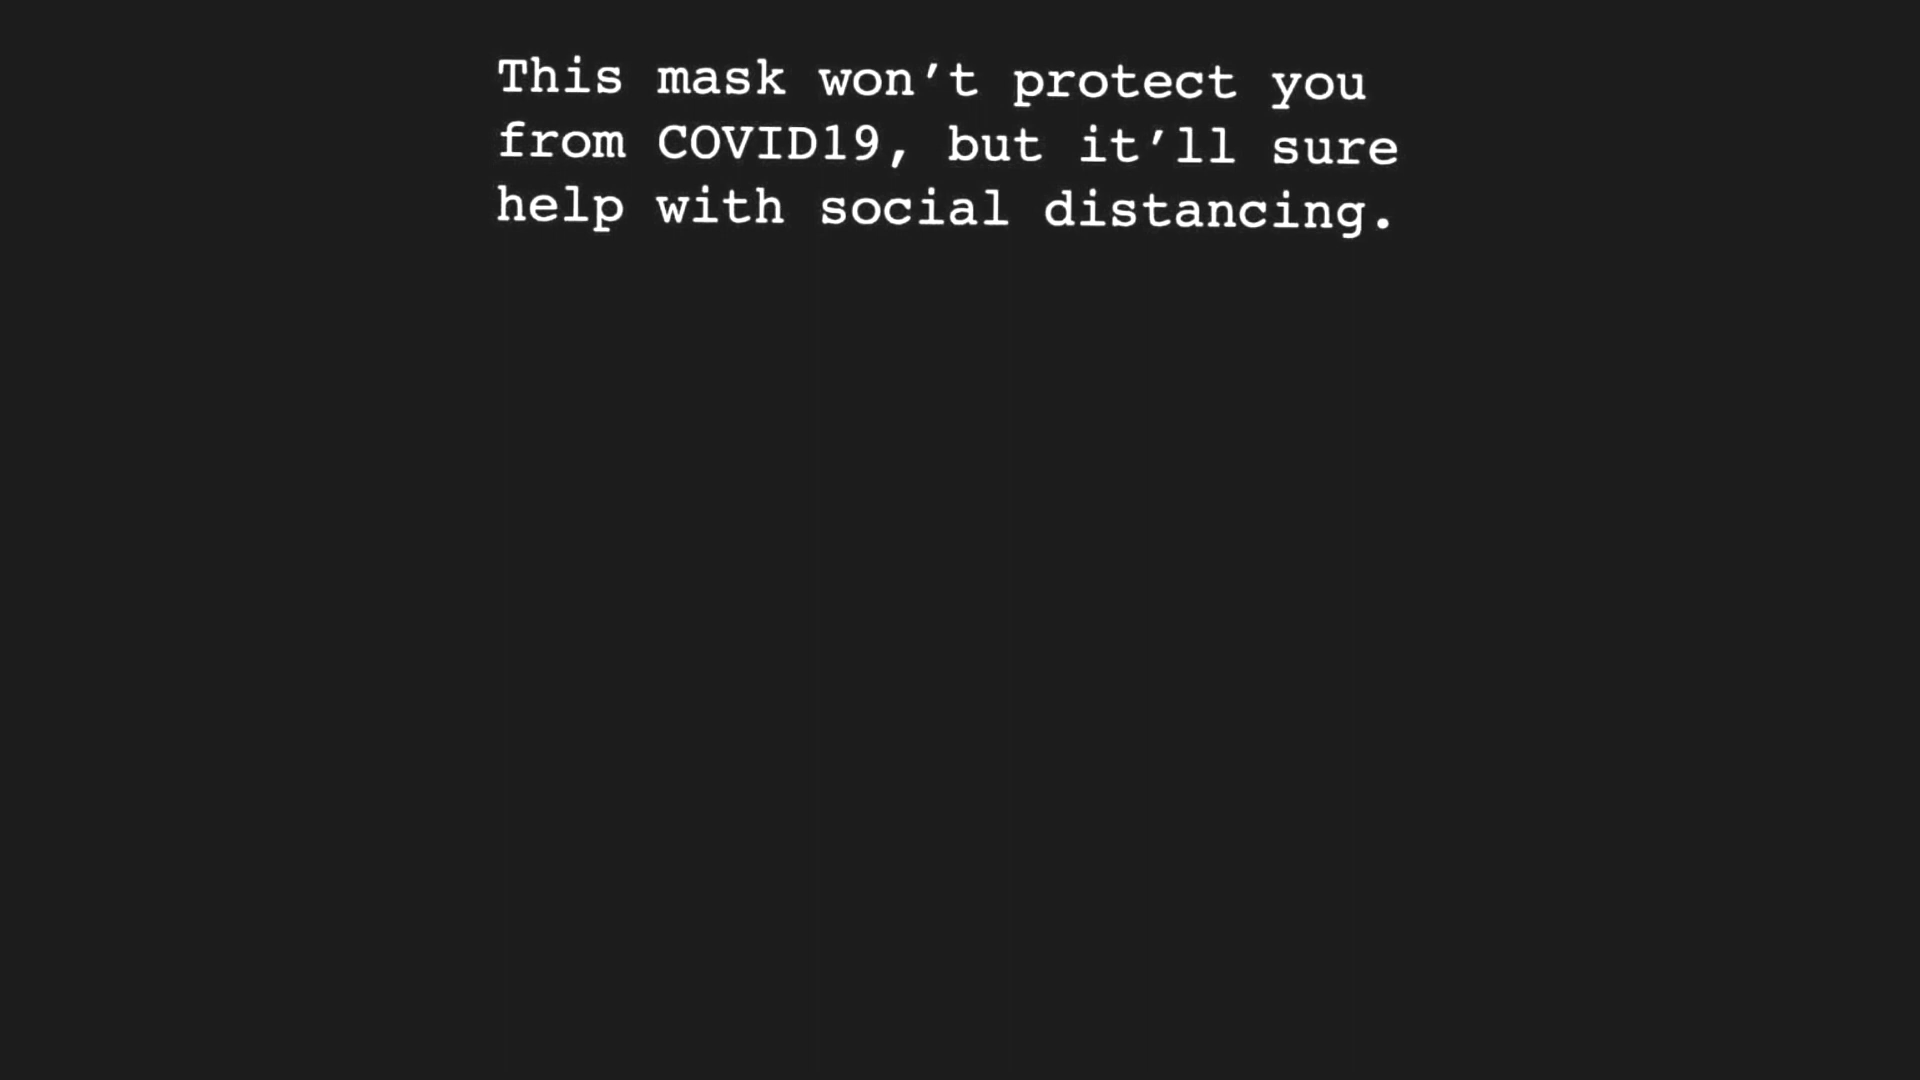 This mask won’t protect you
from COVID19, but it’ll sure
help with social distancing.